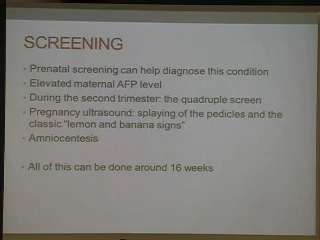 SCREENING
- Prenatal screening can help diagnose this condition
- Elevated maternal AFP level
- During the second trimester: the quadruple screen
- Pregnancy ultrasound: splaying of the pedicles and the
classic "lemon and banana signs"
- Amniocentesis
- All of this can be done around 16 weeks